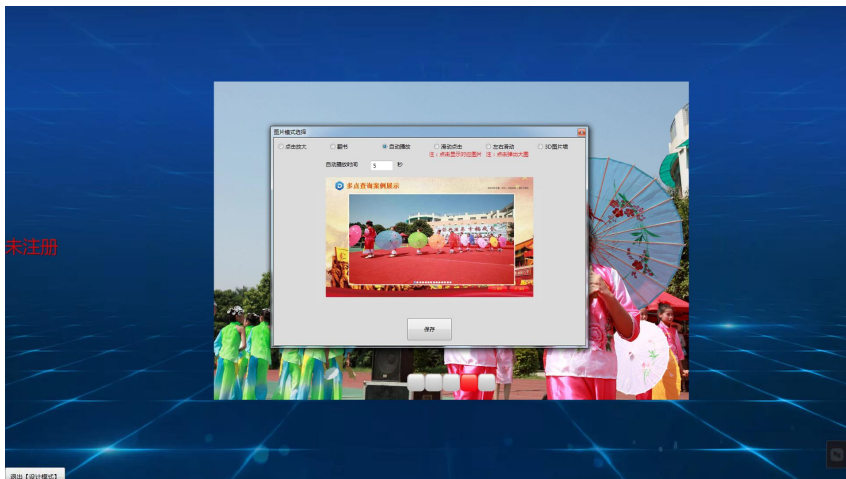 图片模式选择
点击放大 翻书 自动播放 滑动点击 左右滑动 3D图片墙
注：点击显示对应图片 注：点击弹出大图
自动播放时间 5 秒
多点查询案例展示
未注册
保存
退出【设计模式】